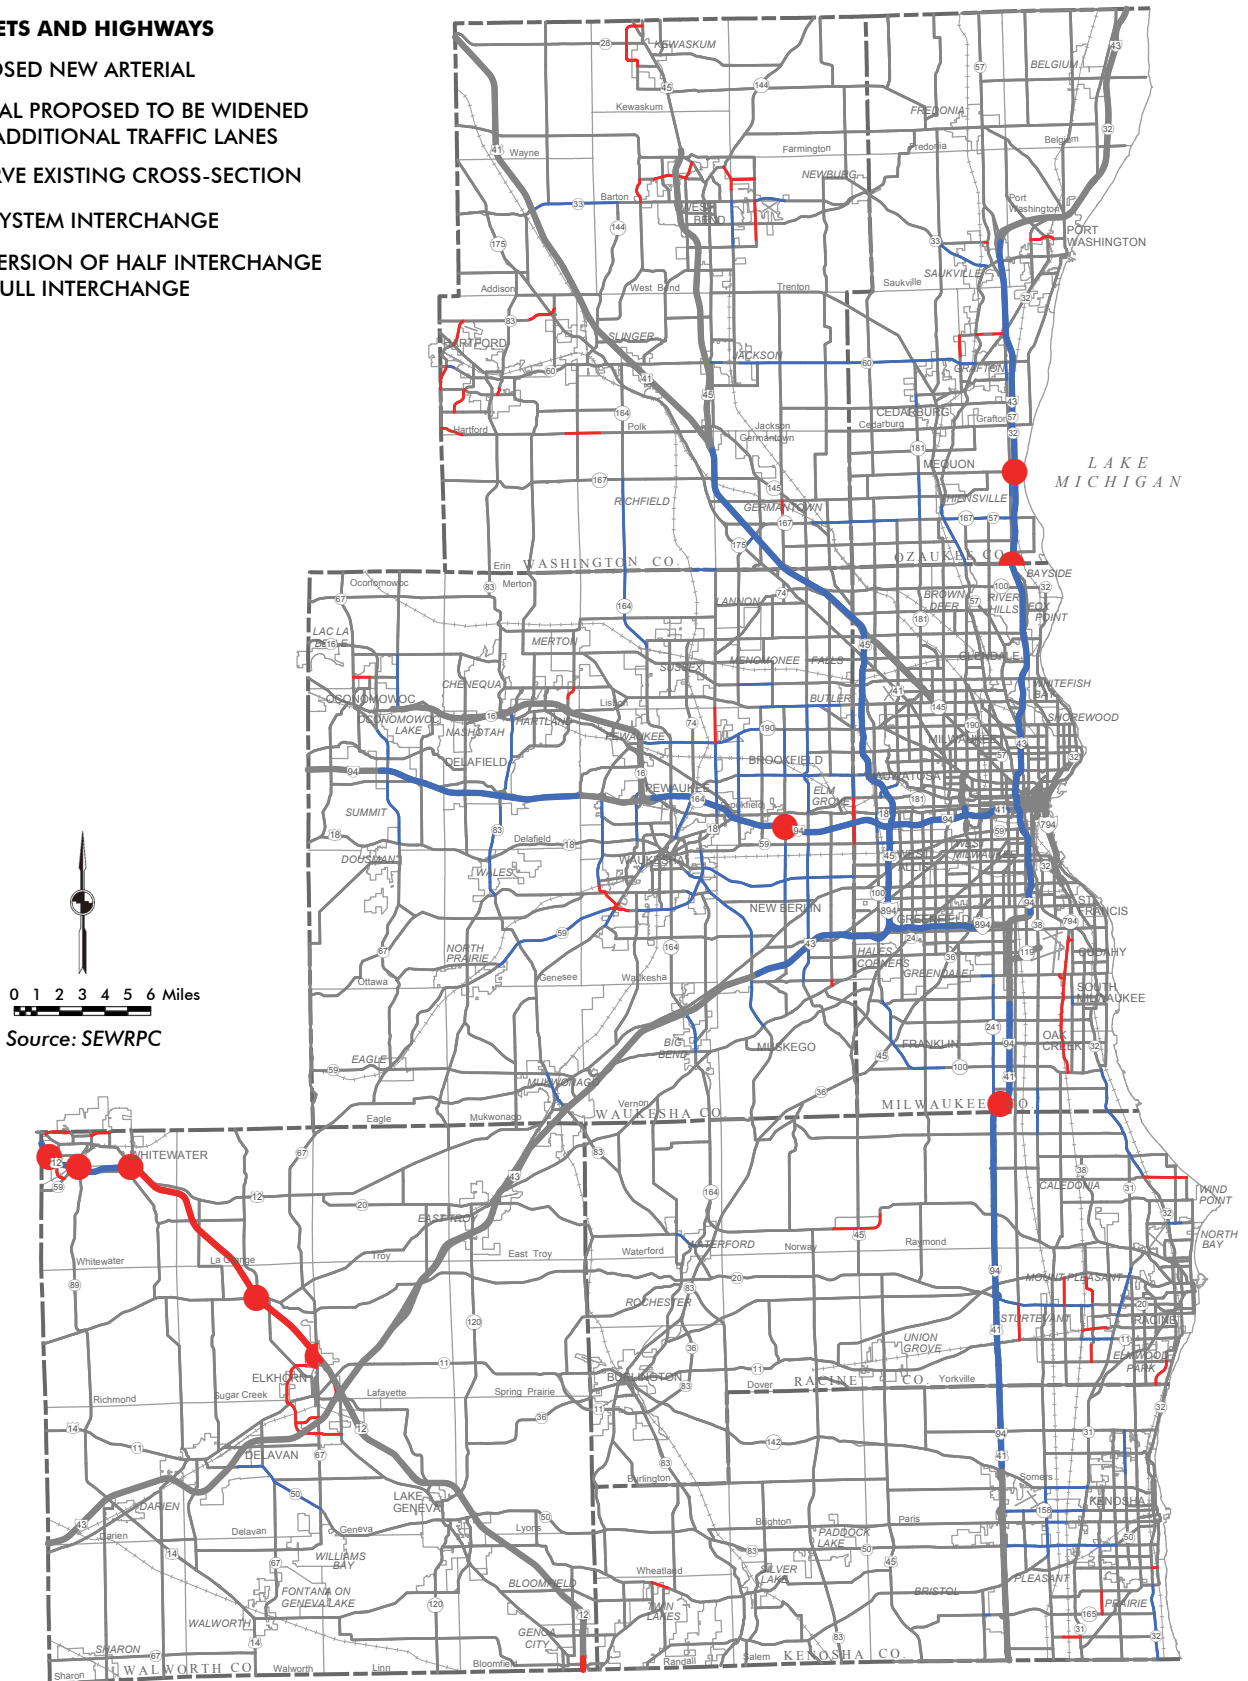 ETS AND HIGHWAYS
OSED NEW ARTERIAL
AL PROPOSED TO BE WIDENED
ADDITIONAL TRAFFIC LANES
RVE EXISTING CROSS-SECTION
YSTEM INTERCHANGE
ERSION OF HALF INTERCHANGE
ULL INTERCHANGE
KEWASKUM
BELGIUM
FREDONIA
Kewaskum
Wayne
Farmington
Fredonia
Belgium
NEWBURG
Barton
WEST
BEND
Port
Washington
PORT
WASHINGTON
SAUKVILLE
Addison
West Bend
Trenton
Saukville
HARTFORD
SLINGER
JACKSON
GRAFTON
CEDARBURG
Hartford
Polk
Jackson
Germantown
Cedarburg
Grafton
MEQUON
LAKE
MICHIGAN
RICHFIELD
GERMANTOWN
THIENSVILLE
Erin
WASHINGTON CO.
OZAUKEE CO.
Oconomowoc
Merton
BAYSIDE
LANNON
BROWN
DEER
RIVER
HILLS
FOX
POINT
LAC LA
BELLE
MERTON
SUSSEX
MENOMONEE FALLS
GLENDALE
CHENEQUA
BUTLER
WHITEFISH
BAY
OCONOMOWOC
Lisbon
OCONOMOWOC
LAKE
NASHOTAH
HARTLAND
SHOREWOOD
PEWAUKEE
MILWAUKEE
DELAFIELD
BROOKFIELD
WAUWATOSA
PEWAUKEE
ELM
GROVE
Brookfield
SUMMIT
Delafield
DOUSMAN
WALES
WAUKESHA
WEST
MILWAUKEE
WEST
ALLIS
NEW BERLIN
ST.
FRANCIS
GREENFIELD
NORTH
PRAIRIE
HALES
CORNERS
GREENDALE
CUDAHY
Ottawa
Genesee
Waukesha
SOUTH
MILWAUKEE
EAGLE
BIG
BEND
MUSKEGO
FRANKLIN
OAK
CREEK
MUKWONAGO
Vernon
Eagle
Mukwonago
WAUKESHA CO.
MILWAUKEE CO.
WHITEWATER
CALEDONIA
WIND
POINT
EAST TROY
NORTH
BAY
Whitewater
La Grange
Troy
East Troy
Waterford
WATERFORD
Norway
Raymond
MOUNT PLEASANT
ROCHESTER
STURTEVANT
RACINE
UNION
GROVE
ELMWOOD
PARK
ELKHORN
BURLINGTON
Richmond
Sugar Creek
Lafayette
Spring Prairie
Dover
RACINE CO.
Yorkville
DELAVAN
Burlington
Somers
LAKE
GENEVA
KENOSHA
DARIEN
Darien
Delavan
Geneva
Lyons
Brighton
PADDOCK
LAKE
Paris
WILLIAMS
BAY
Wheatland
SILVER
LAKE
PLEASANT
PRAIRIE
FONTANA ON
GENEVA LAKE
BLOOMFIELD
TWIN
LAKES
BRISTOL
WALWORTH
GENOA
CITY
SHARON
Sharon
WALWORTH CO.
Walworth
Linn
Bloomfield
Randall
Salem
KENOSHA CO.
0 1 2 3 4 5 6 Miles
Source: SEWRPC